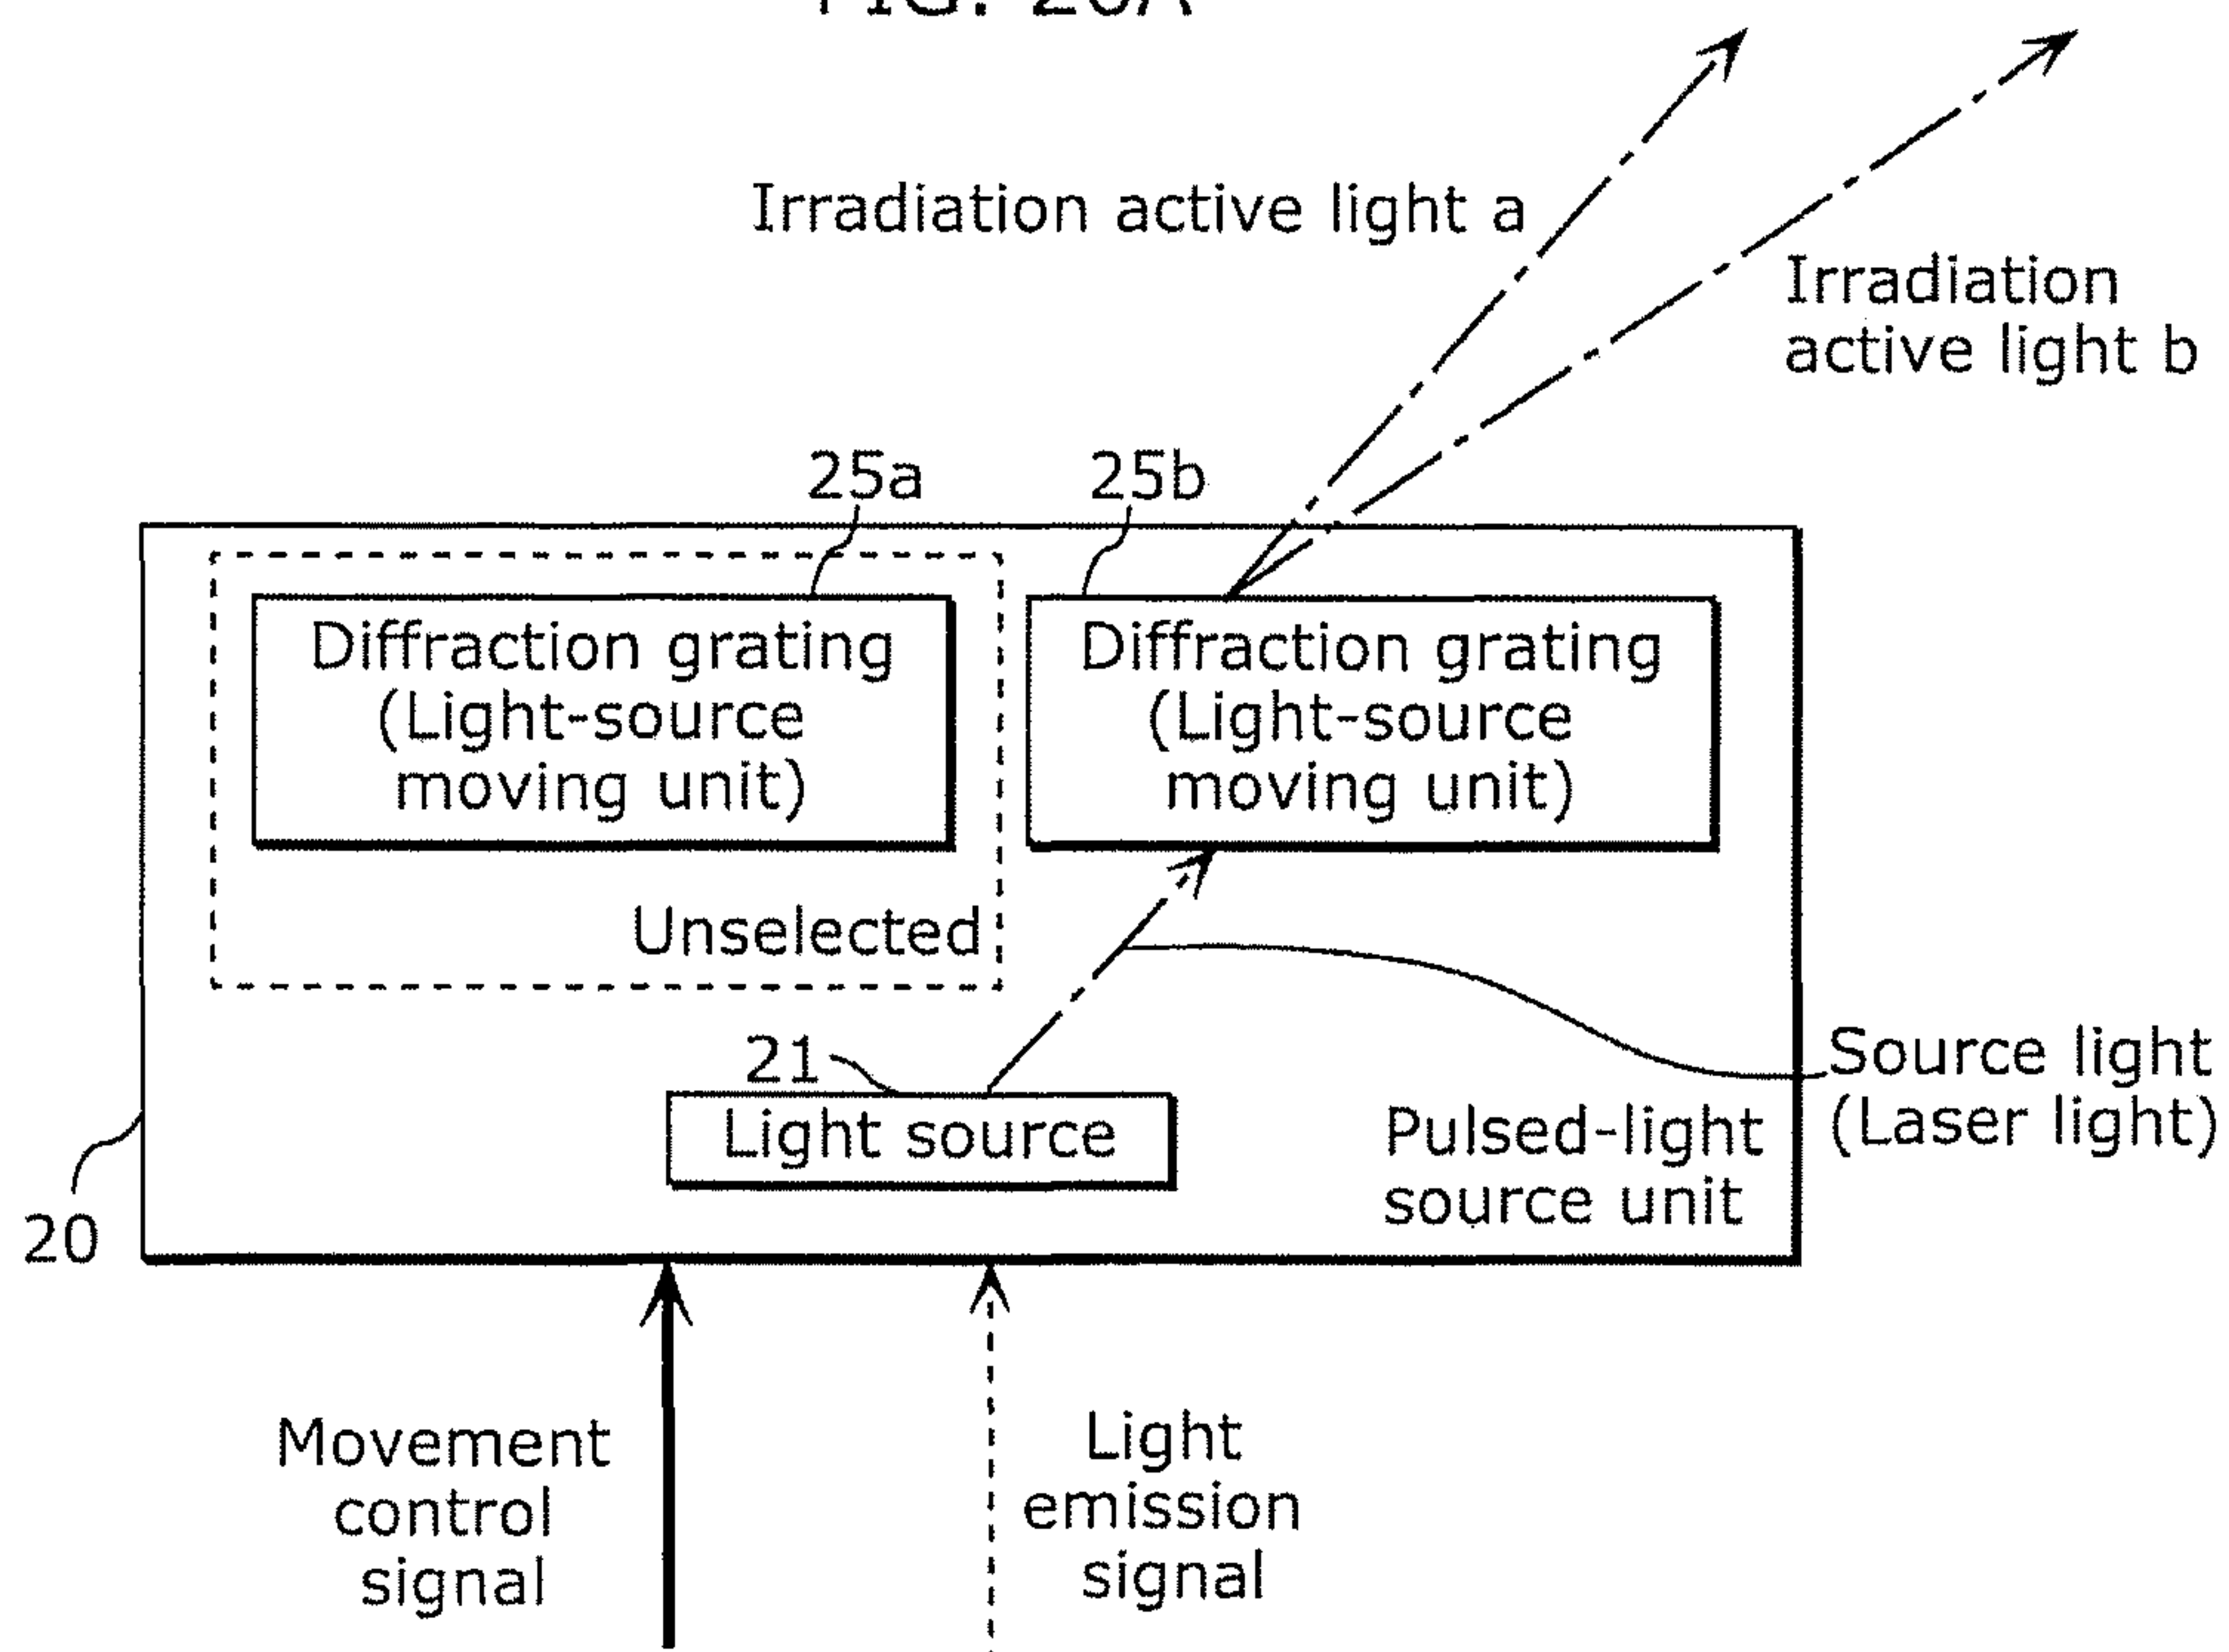 FIG. 20A
Irradiation active light a
Irradiation
active light b
25a
25b
Diffraction grating
(Light-source
moving unit)
Diffraction grating
(Light-source
moving unit)
Unselected
21
Light source
Source light
(Laser light)
Pulsed-light
source unit
20
Movement
control
signal
Light
emission
signal